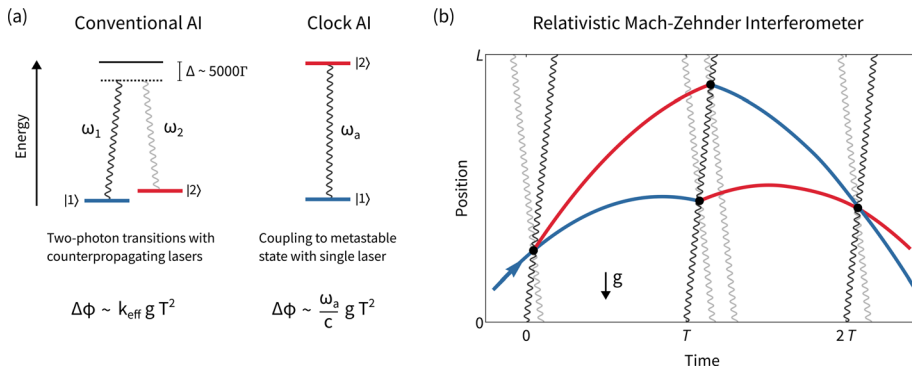 (a)
Conventional AI
Clock AI
Energy
Δ ~ 5000Γ
ω₁
ω₂
|1⟩
|2⟩
|2⟩
ωₐ
|1⟩
Two-photon transitions with
counterpropagating lasers
Coupling to metastable
state with single laser
Δϕ ~ k_eff g T²
Δϕ ~ ωₐ/c g T²
(b)
Relativistic Mach-Zehnder Interferometer
L
Position
0
g
0
T
2 T
Time